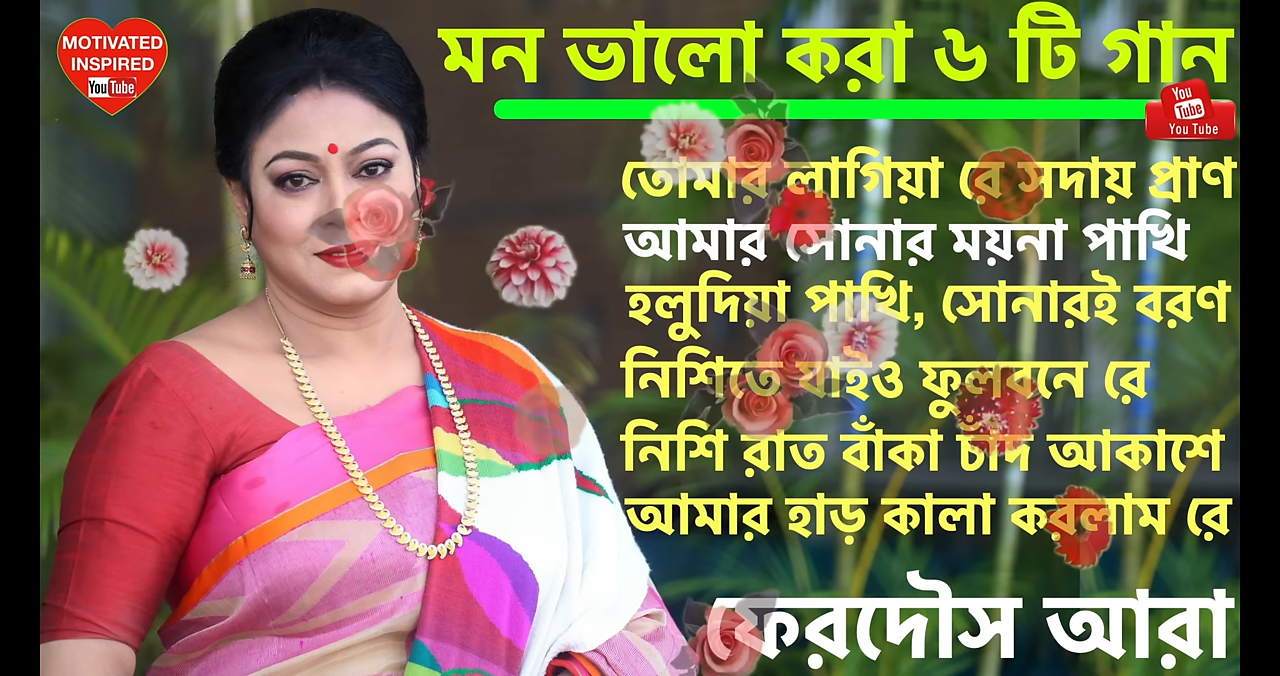 MOTIVATED
INSPIRED
YouTube
মন ভালো করা ৬ টি গান
You
Tube
You Tube
তোমার লাগিয়া রে সদায় প্রাণ
আমার সোনার ময়না পাখি
হলুদিয়া পাখি, সোনারই বরণ
নিশিতে যাইও ফুলবনে রে
নিশি রাত বাঁকা চাঁদ আকাশে
আমার হাড় কালা করলাম রে
ফেরদৌস আরা